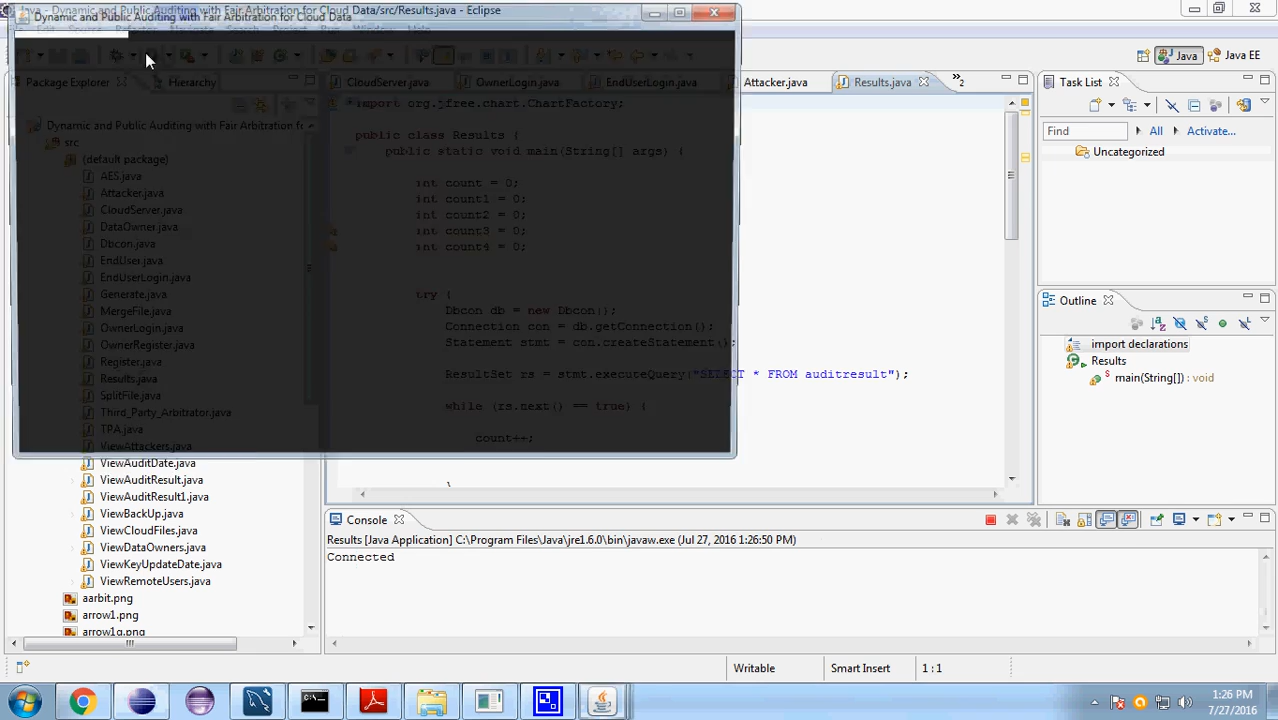 Java - Dynamic and Public Auditing with Fair Arbitration for Cloud Data/src/Results.java - Eclipse
Dynamic and Public Auditing with Fair Arbitration for Cloud Data
Java
Java EE
Package Explorer
Hierarchy
CloudServer.java
OwnerLogin.java
EndUserLogin.java
Attacker.java
Results.java
»2
Task List
Find
All
Activate...
Uncategorized
Dynamic and Public Auditing with Fair Arbitration fo
src
(default package)
AES.java
Attacker.java
CloudServer.java
DataOwner.java
Dbcon.java
EndUser.java
EndUserLogin.java
Generate.java
MergeFile.java
OwnerLogin.java
OwnerRegister.java
Register.java
Results.java
SplitFile.java
Third_Party_Arbitrator.java
TPA.java
ViewAttackers.java
ViewAuditDate.java
ViewAuditResult.java
ViewAuditResult1.java
ViewBackUp.java
ViewCloudFiles.java
ViewDataOwners.java
ViewKeyUpdateDate.java
ViewRemoteUsers.java
aarbit.png
arrow1.png
arrow1g.png
import org.jfree.chart.ChartFactory;
public class Results {
public static void main(String[] args) {
int count = 0;
int count1 = 0;
int count2 = 0;
int count3 = 0;
int count4 = 0;
try {
Dbcon db = new Dbcon();
Connection con = db.getConnection();
Statement stmt = con.createStatement();
ResultSet rs = stmt.executeQuery("SELECT * FROM auditresult");
while (rs.next() == true) {
count++;
}
Outline
import declarations
Results
main(String[]) : void
Console
Results [Java Application] C:\Program Files\Java\jre1.6.0\bin\javaw.exe (Jul 27, 2016 1:26:50 PM)
Connected
Writable
Smart Insert
1 : 1
1:26 PM
7/27/2016